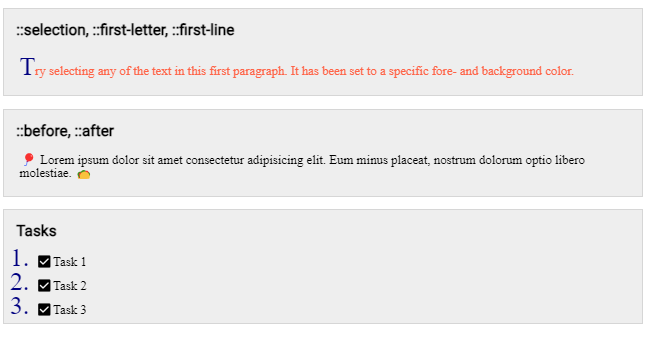 ::selection, ::first-letter, ::first-line
Try selecting any of the text in this first paragraph. It has been set to a specific fore- and background color.
::before, ::after
Lorem ipsum dolor sit amet consectetur adipisicing elit. Eum minus placeat, nostrum dolorum optio libero
molestiae.
Tasks
1. Task 1
2. Task 2
3. Task 3